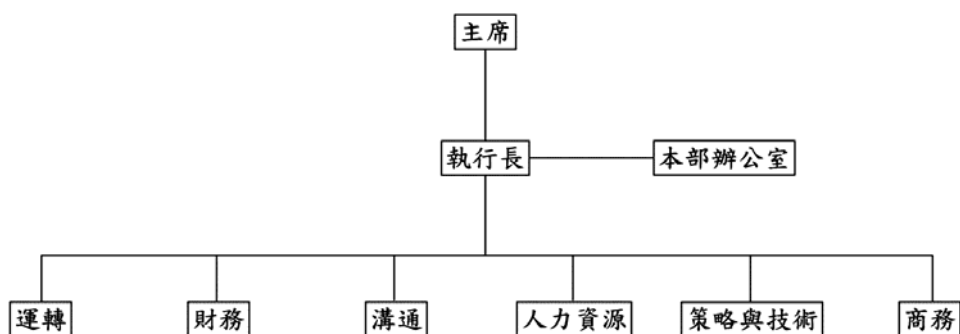 主席
執行長
本部辦公室
運轉
財務
溝通
人力資源
策略與技術
商務